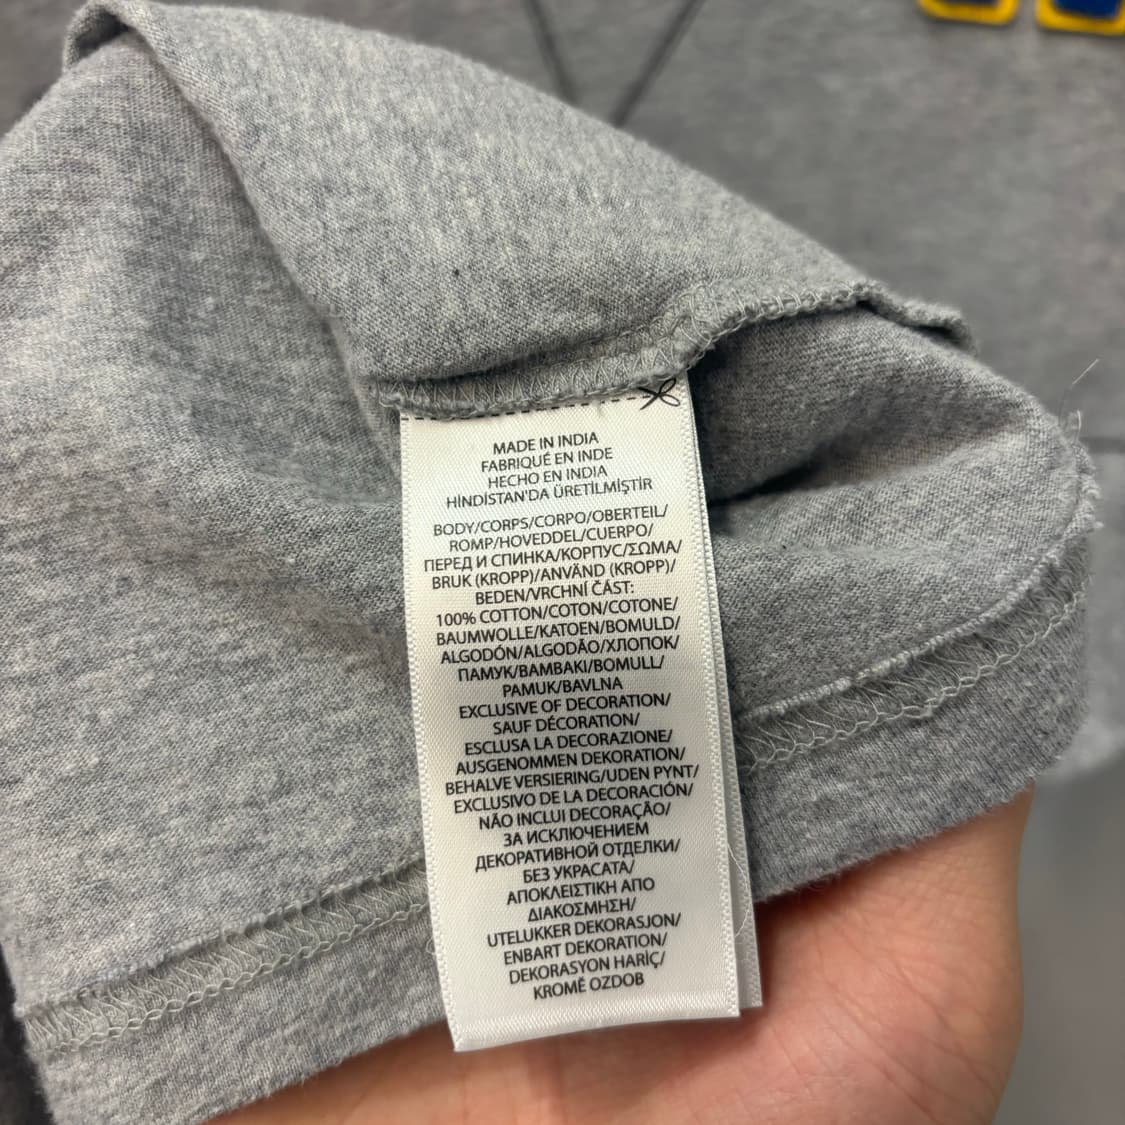 MADE IN INDIA
FABRIQUÉ EN INDE
HECHO EN INDIA
HİNDİSTAN'DA ÜRETİLMİŞTİR
BODY/CORPS/CORPO/OBERTEIL/
ROMP/HOVEDDEL/CUERPO/
ПЕРЕД И СПИНКА/КОРПУС/ΣΩΜΑ/
BRUK (KROPP)/ANVÄND (KROPP)/
BEDEN/VRCHNÍ ČÁST:
100% COTTON/COTON/COTONE/
BAUMWOLLE/KATOEN/BOMULD/
ALGODÓN/ALGODÃO/ХЛОПОК/
ПАМУК/ΒΑΜΒΑΚΙ/BOMULL/
PAMUK/BAVLNA
EXCLUSIVE OF DECORATION/
SAUF DÉCORATION/
ESCLUSA LA DECORAZIONE/
AUSGENOMMEN DEKORATION/
BEHALVE VERSIERING/UDEN PYNT/
EXCLUSIVO DE LA DECORACIÓN/
NÃO INCLUI DECORAÇÃO/
ЗА ИСКЛЮЧЕНИЕМ
ДЕКОРАТИВНОЙ ОТДЕЛКИ/
БЕЗ УКРАСАТА/
ΑΠΟΚΛΕΙΣΤΙΚΗ ΑΠΟ
ΔΙΑΚΟΣΜΗΣΗ/
UTELUKKER DEKORASJON/
ENBART DEKORATION/
DEKORASYON HARİÇ/
KROMĚ OZDOB